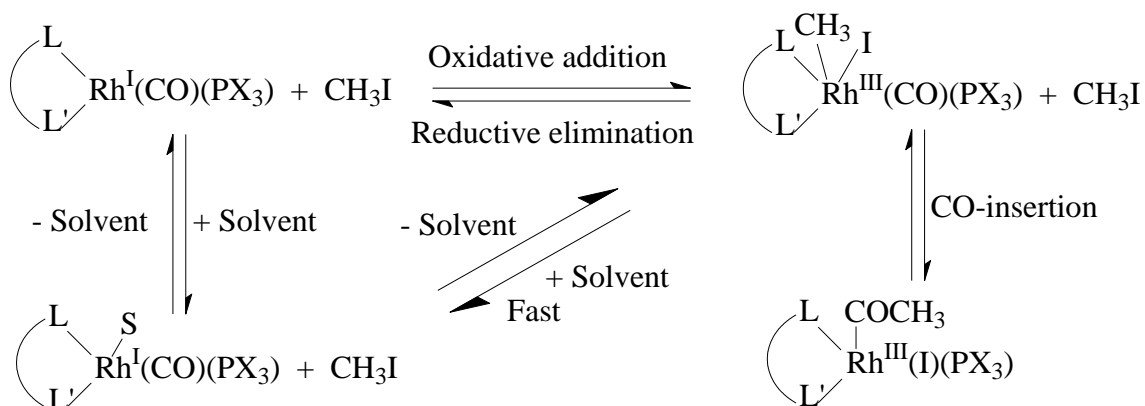 L
Rh^I(CO)(PX₃) + CH₃I
L'
Oxidative addition
Reductive elimination
CH₃
L I
Rh^III(CO)(PX₃) + CH₃I
L'
- Solvent + Solvent
- Solvent
+ Solvent
Fast
CO-insertion
L
S
Rh^I(CO)(PX₃) + CH₃I
L'
L COCH₃
Rh^III(I)(PX₃)
L'